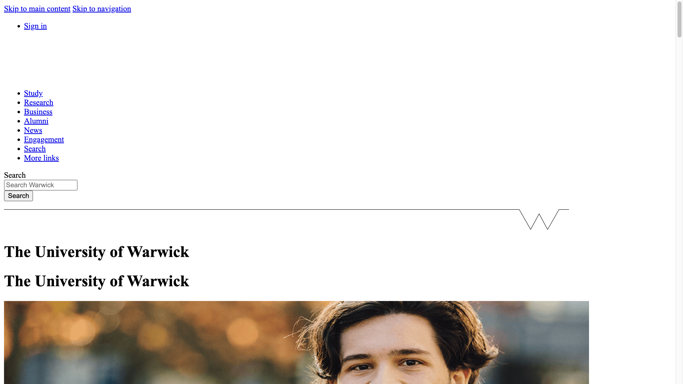 Skip to main content Skip to navigation
Sign in
Study
Research
Business
Alumni
News
Engagement
Search
More links
Search
Search Warwick
Search
The University of Warwick
The University of Warwick